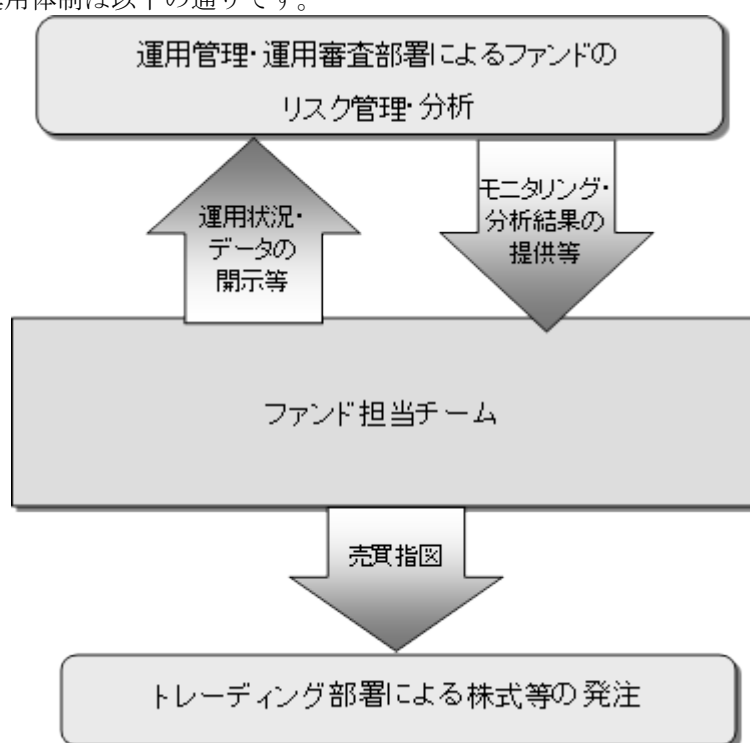 用体制は以下の通りです。
運用管理・運用審査部署によるファンドの
リスク管理・分析
運用状況・
データの
開示等
モニタリング・
分析結果の
提供等
ファンド担当チーム
売買指図
トレーディング部署による株式等の発注